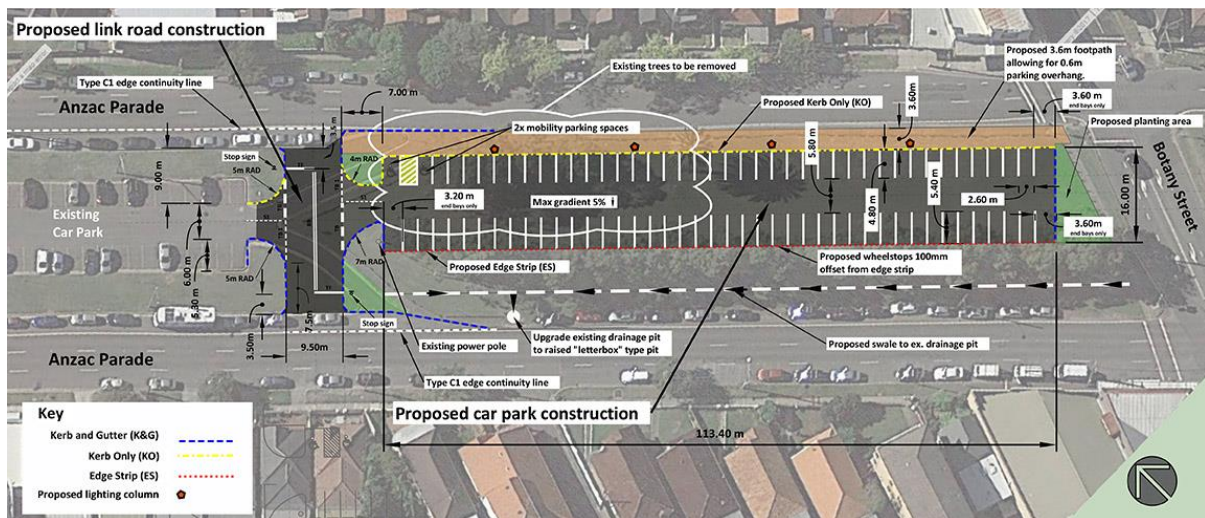 Proposed link road construction
Type C1 edge continuity line
Anzac Parade
Existing trees to be removed
7.00 m
Proposed Kerb Only (KO)
2x mobility parking spaces
Proposed 3.6m footpath
allowing for 0.6m
parking overhang.
3.60m
3.60 m
end bays only
Proposed planting area
Botany Street
Stop sign
5m RAD
4m RAD
9.00 m
5.80 m
4.80 m
5.40 m
2.60 m
16.00 m
3.20 m
end bays only
Max gradient 5%
3.60m
end bays only
Existing
Car Park
6.00 m
5.30 m
5m RAD
7m RAD
Proposed Edge Strip (ES)
Proposed wheelstops 100mm
offset from edge strip
3.50m
7.5m
9.50m
Stop sign
Existing power pole
Upgrade existing drainage pit
to raised "letterbox" type pit
Proposed swale to ex. drainage pit
Anzac Parade
Type C1 edge continuity line
Proposed car park construction
113.40 m
Key
Kerb and Gutter (K&G)
Kerb Only (KO)
Edge Strip (ES)
Proposed lighting column